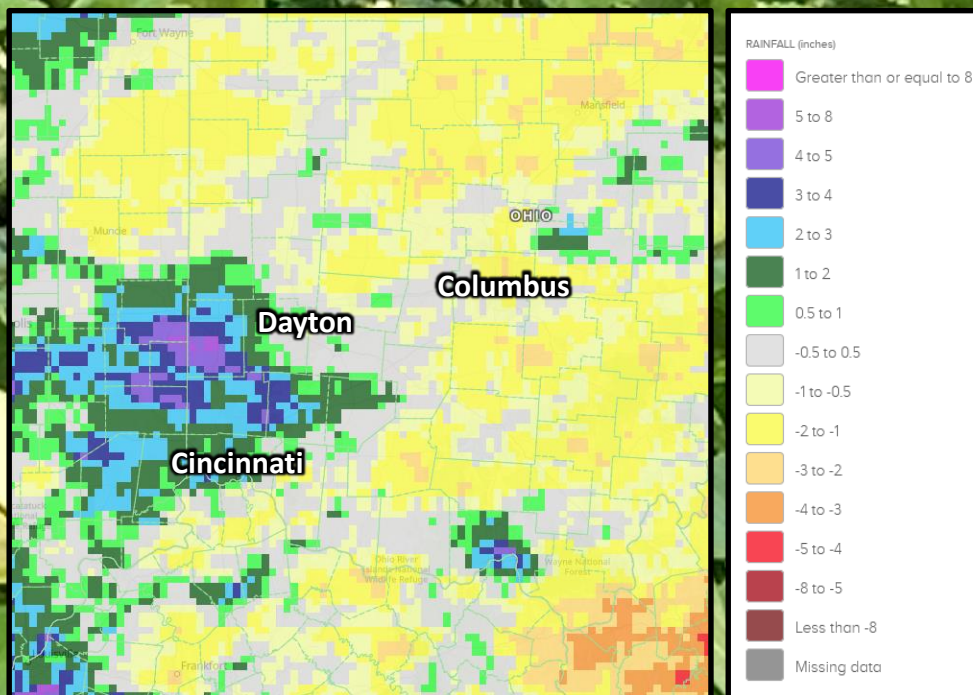 Fort Wayne
Mansfield
OHIO
Muncie
Columbus
Dayton
olis
Cincinnati
Ohio River
Islands National
Wildlife Refuge
Wayne National
Forest
Frankfort
RAINFALL (inches)
Greater than or equal to 8
5 to 8
4 to 5
3 to 4
2 to 3
1 to 2
0.5 to 1
-0.5 to 0.5
-1 to -0.5
-2 to -1
-3 to -2
-4 to -3
-5 to -4
-8 to -5
Less than -8
Missing data